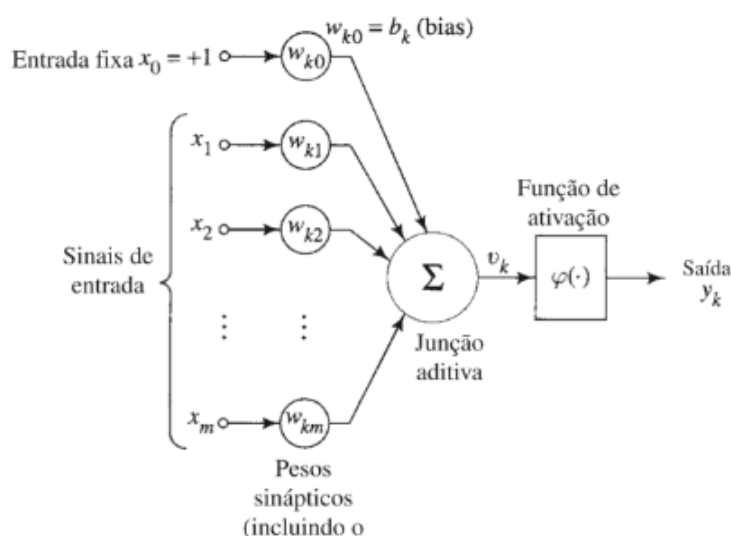 w_k0 = b_k (bias)
Entrada fixa x_0 = +1
w_k0
x_1
w_k1
x_2
w_k2
Sinais de
entrada
x_m
w_km
Σ
Junção
aditiva
v_k
Função de
ativação
φ(·)
Saída
y_k
Pesos
sinápticos
(incluindo o